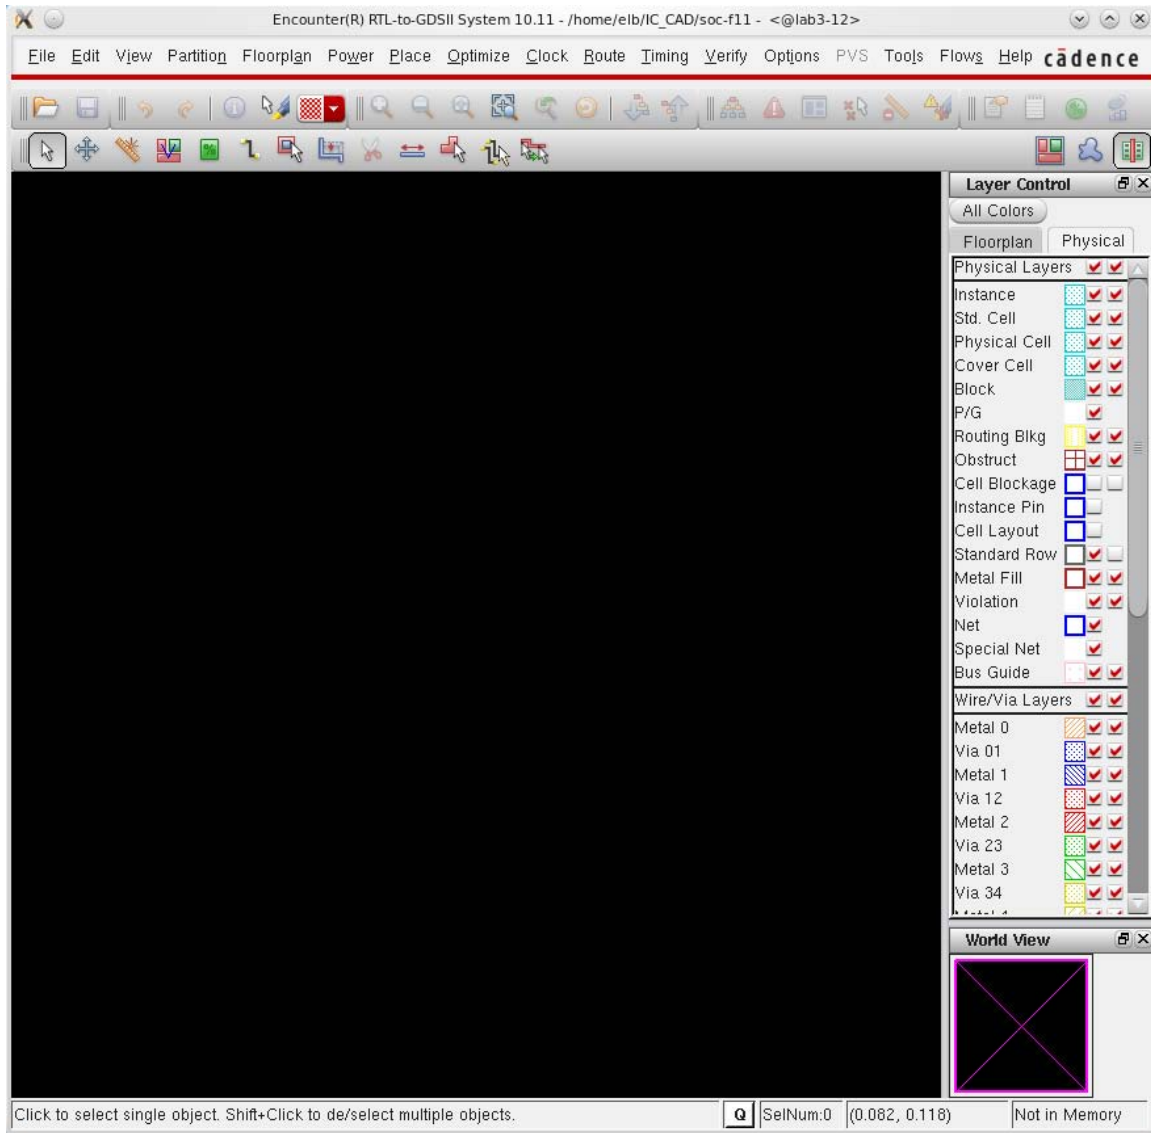 Encounter(R) RTL-to-GDSII System 10.11 - /home/elb/IC_CAD/soc-f11 - <@lab3-12>
File Edit View Partition Floorplan Power Place Optimize Clock Route Timing Verify Options PVS Tools Flows Help cādence
Layer Control
All Colors
Floorplan Physical
Physical Layers
Instance
Std. Cell
Physical Cell
Cover Cell
Block
P/G
Routing Blkg
Obstruct
Cell Blockage
Instance Pin
Cell Layout
Standard Row
Metal Fill
Violation
Net
Special Net
Bus Guide
Wire/Via Layers
Metal 0
Via 01
Metal 1
Via 12
Metal 2
Via 23
Metal 3
Via 34
World View
Click to select single object. Shift+Click to de/select multiple objects. Q SelNum:0 (0.082, 0.118) Not in Memory